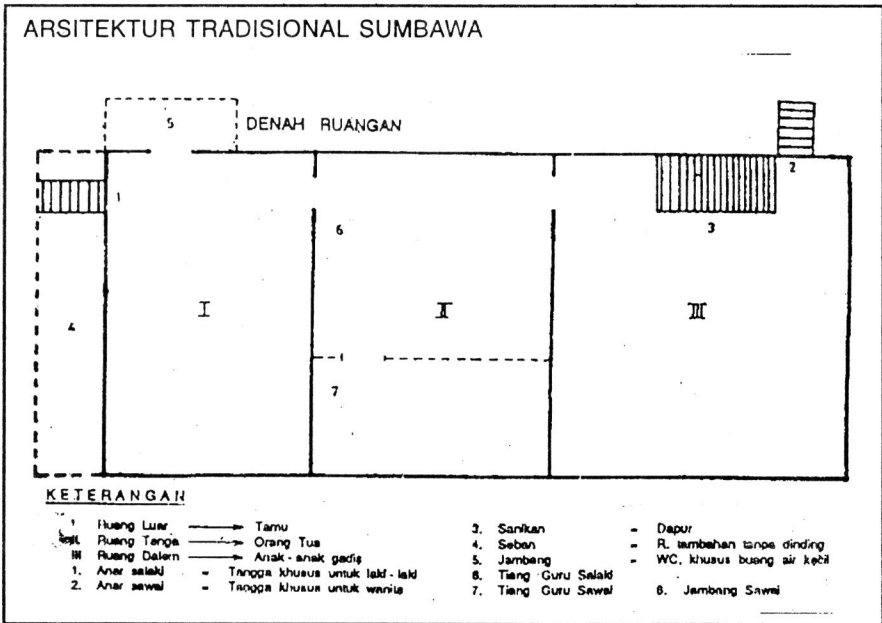 ARSITEKTUR TRADISIONAL SUMBAWA
5 DENAH RUANGAN
1
2
6
3
I
II
III
4
7
KETERANGAN
I Ruang Luar → Tamu
II Ruang Tenga → Orang Tua
III Ruang Dalem → Anak-anak gadis
1. Anar salaki = Tangga khusus untuk laki-laki
2. Anar sawai = Tangga khusus untuk wanita
3. Sanikan = Dapur
4. Seban = R. tambahan tanpa dinding
5. Jambang = WC, khusus buang air kecil
6. Tiang Guru Salaki
7. Tiang Guru Sawai 8. Jambang Sawai